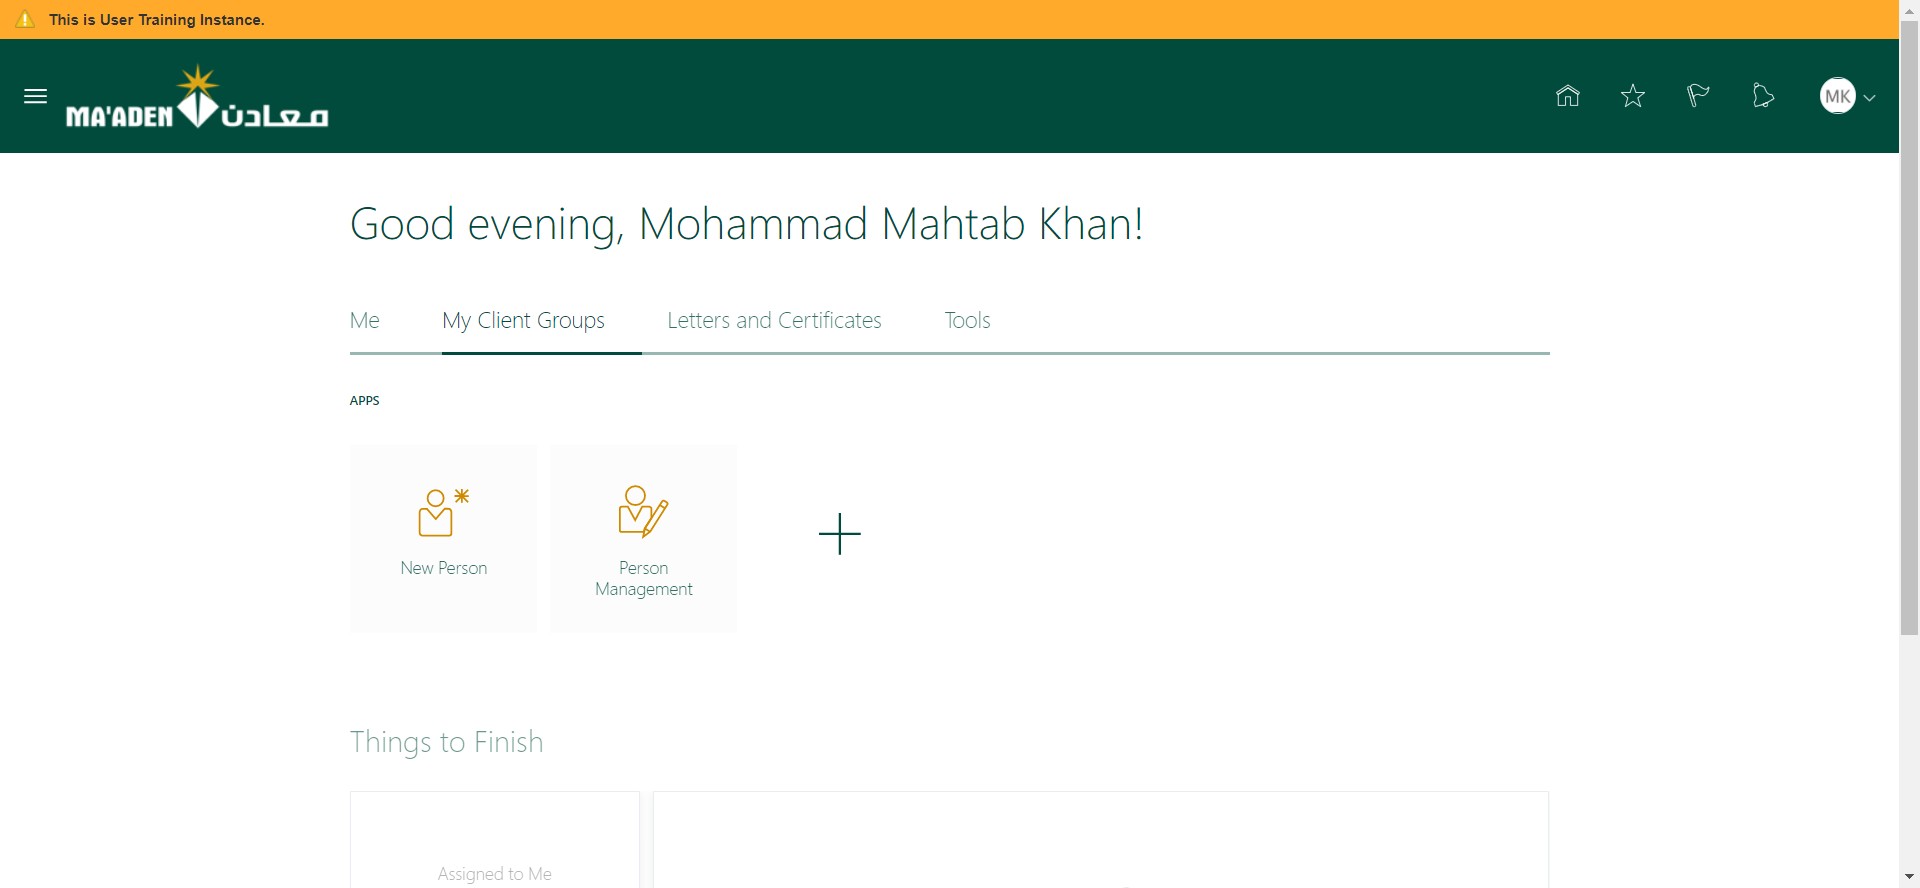 This is User Training Instance.
MA'ADEN معادن
MK
Good evening, Mohammad Mahtab Khan!
Me
My Client Groups
Letters and Certificates
Tools
APPS
New Person
Person
Management
Things to Finish
Assigned to Me